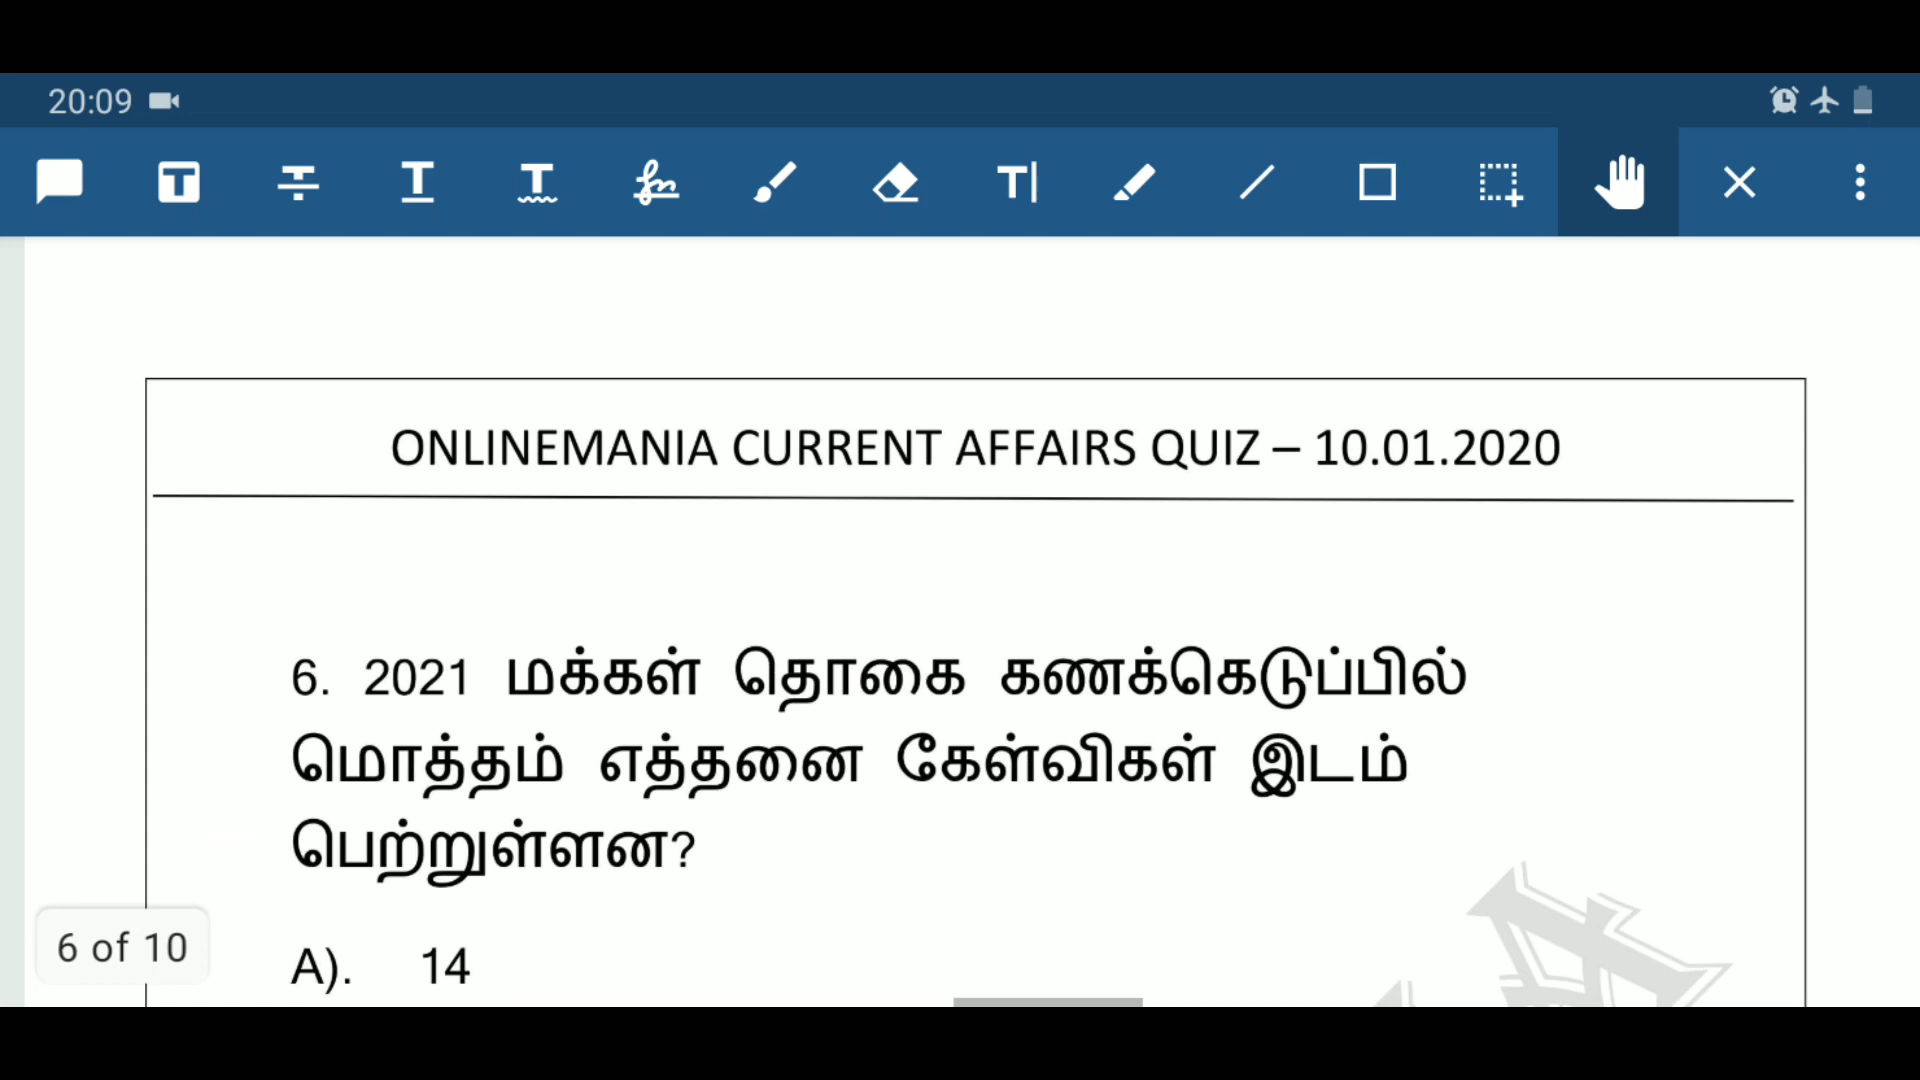 20:09
ONLINEMANIA CURRENT AFFAIRS QUIZ – 10.01.2020
6. 2021 மக்கள் தொகை கணக்கெடுப்பில்
மொத்தம் எத்தனை கேள்விகள் இடம்
பெற்றுள்ளன?
A). 14
6 of 10